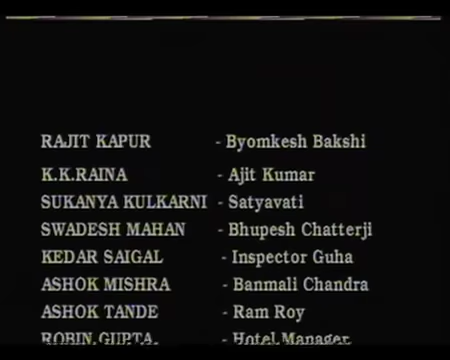 RAJIT KAPUR - Byomkesh Bakshi
K.K.RAINA - Ajit Kumar
SUKANYA KULKARNI - Satyavati
SWADESH MAHAN - Bhupesh Chatterji
KEDAR SAIGAL - Inspector Guha
ASHOK MISHRA - Banmali Chandra
ASHOK TANDE - Ram Roy
ROBIN GUPTA - Hotel Manager